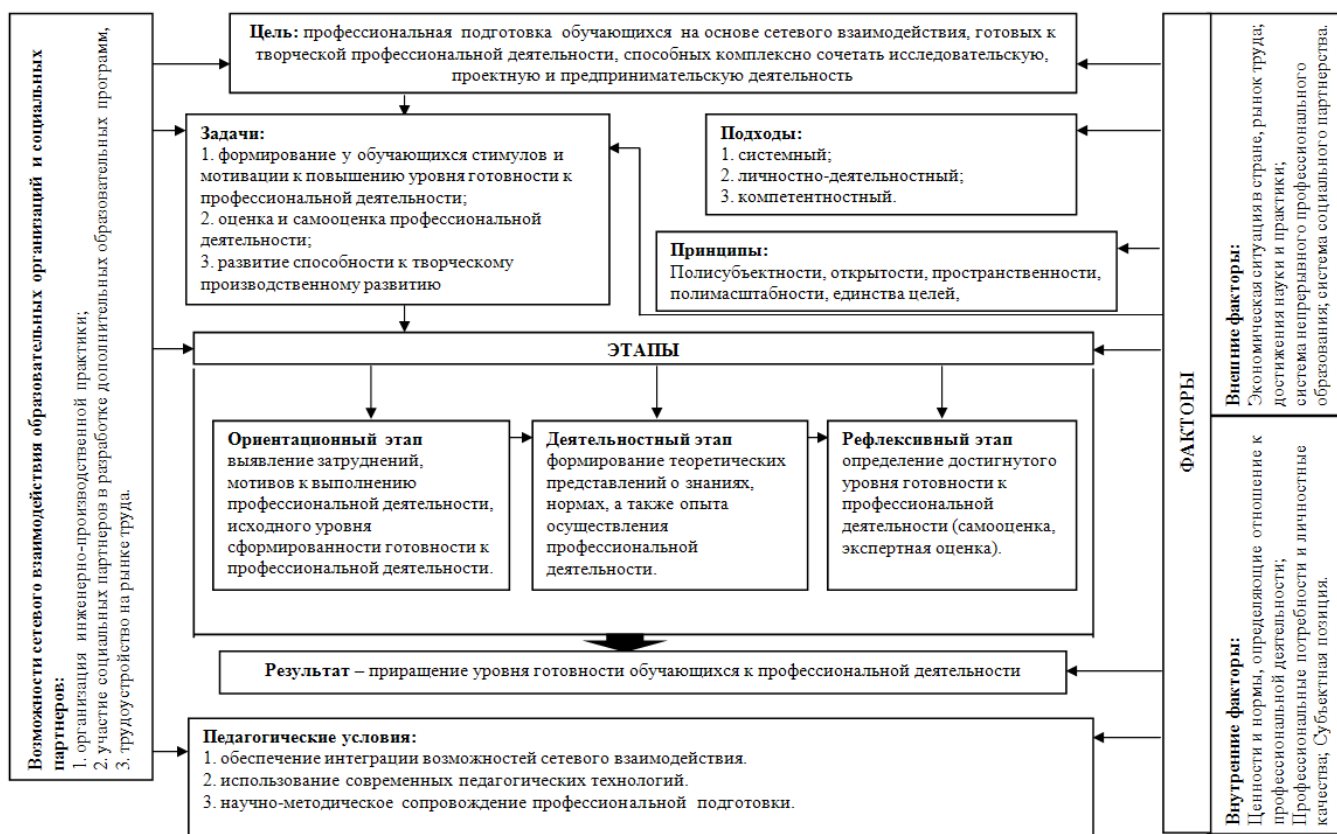 Возможности сетевого взаимодействия образовательных организаций и социальных
партнеров:
1. организация инженерно-производственной практики;
2. участие социальных партнеров в разработке дополнительных образовательных программ,
3. трудоустройство на рынке труда.
Цель: профессиональная подготовка обучающихся на основе сетевого взаимодействия, готовых к
творческой профессиональной деятельности, способных комплексно сочетать исследовательскую,
проектную и предпринимательскую деятельность
Задачи:
1. формирование у обучающихся стимулов и
мотивации к повышению уровня готовности к
профессиональной деятельности;
2. оценка и самооценка профессиональной
деятельности;
3. развитие способности к творческому
производственному развитию
Подходы:
1. системный;
2. личностно-деятельностный;
3. компетентностный.
Принципы:
Полисубъектности, открытости, пространственности,
полимасштабности, единства целей,
ЭТАПЫ
Ориентационный этап
выявление затруднений,
мотивов к выполнению
профессиональной деятельности,
исходного уровня
сформированности готовности к
профессиональной деятельности.
Деятельностный этап
формирование теоретических
представлений о знаниях,
нормах, а также опыта
осуществления
профессиональной
деятельности.
Рефлексивный этап
определение достигнутого
уровня готовности к
профессиональной
деятельности (самооценка,
экспертная оценка).
Результат – приращение уровня готовности обучающихся к профессиональной деятельности
Педагогические условия:
1. обеспечение интеграции возможностей сетевого взаимодействия.
2. использование современных педагогических технологий.
3. научно-методическое сопровождение профессиональной подготовки.
ФАКТОРЫ
Внешние факторы:
Экономическая ситуация в стране, рынок труда;
достижения науки и практики;
система непрерывного профессионального
образования; система социального партнерства.
Внутренние факторы:
Ценности и нормы, определяющие отношение к
профессиональной деятельности;
Профессиональные потребности и личностные
качества; Субъектная позиция.